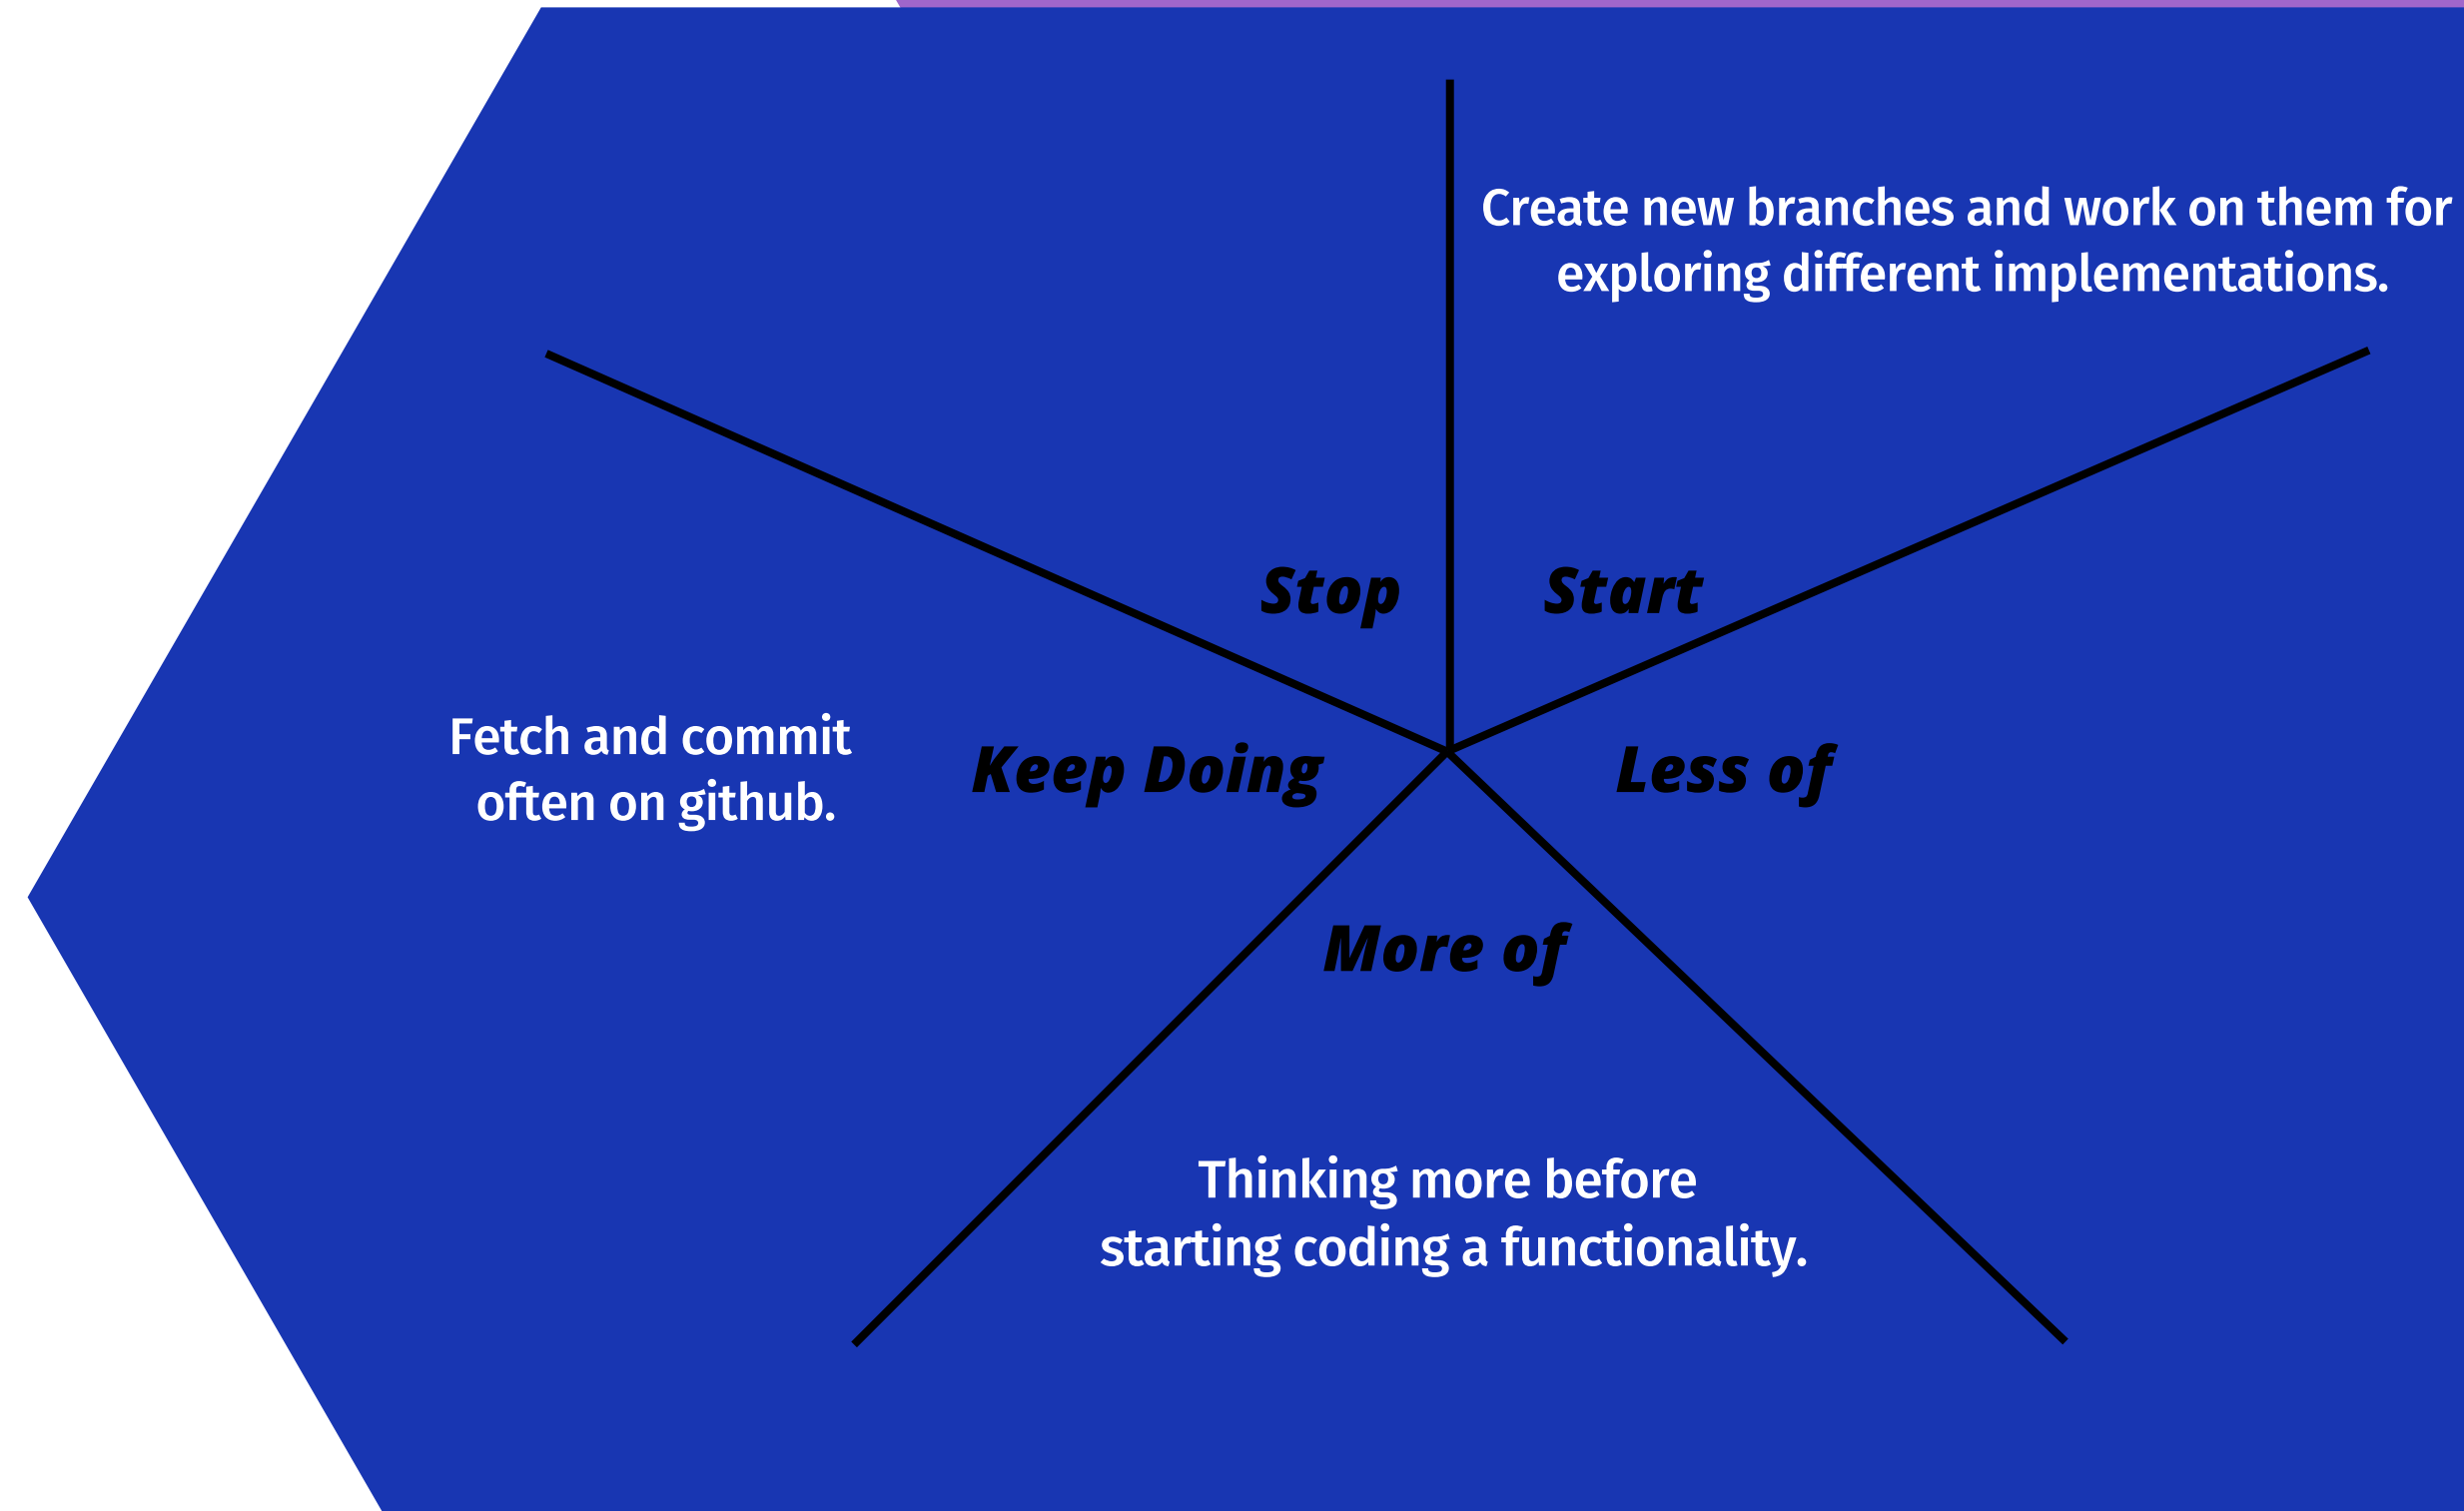 Create new branches and work on them for
exploring different implementations.
Stop
Start
Fetch and commit
often on github.
Keep Doing
Less of
More of
Thinking more before
starting coding a functionality.